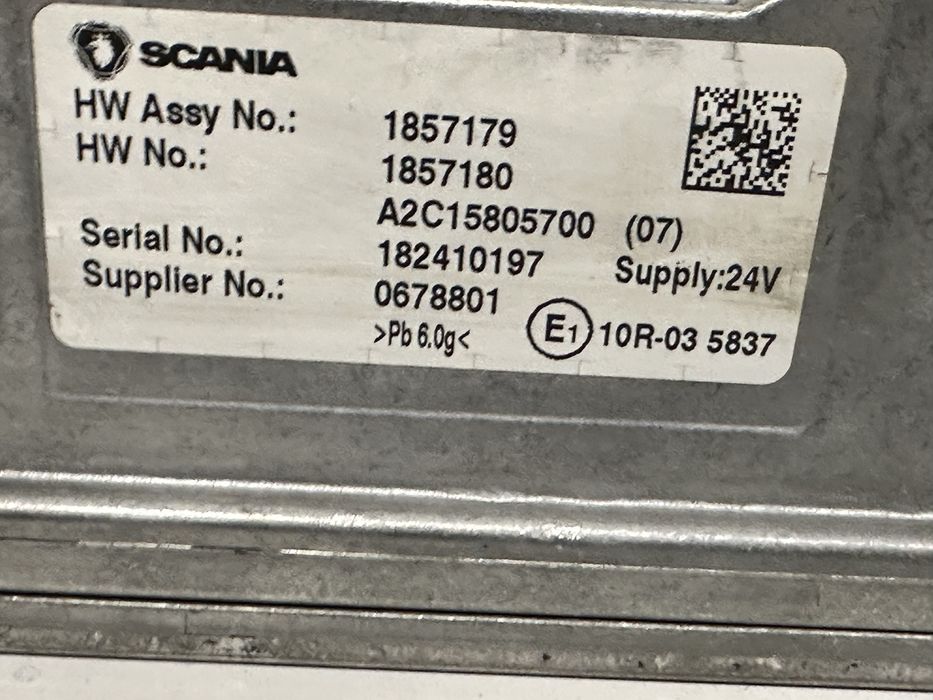 SCANIA
HW Assy No.: 1857179
HW No.: 1857180
A2C15805700 (07)
Serial No.: 182410197 Supply:24V
Supplier No.: 0678801
>Pb 6.0g< E1 10R-03 5837